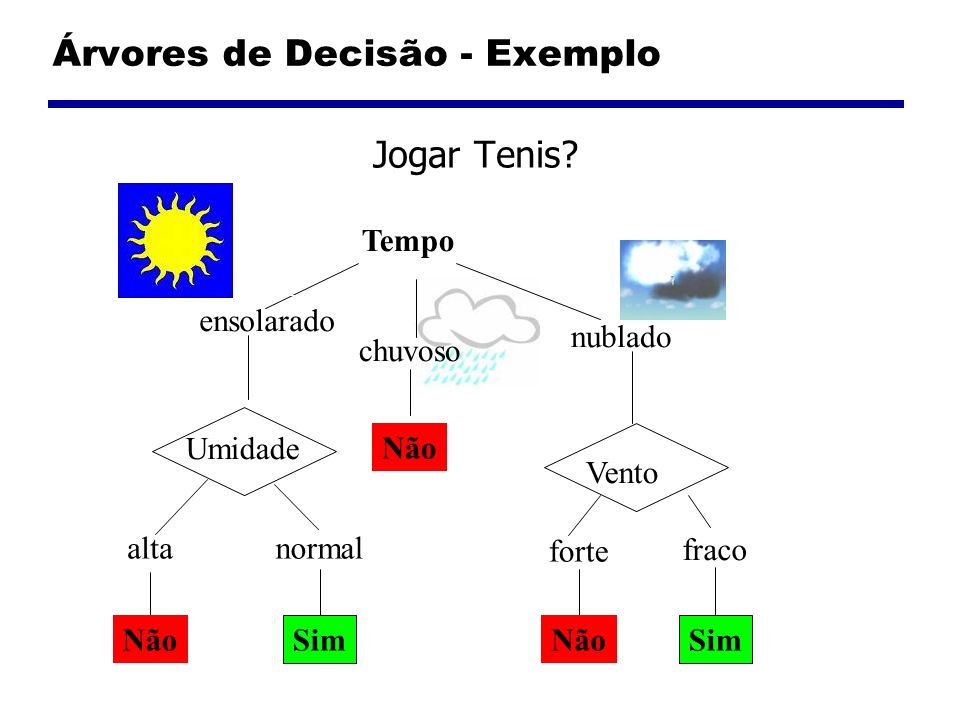 Árvores de Decisão - Exemplo
Jogar Tenis?
Tempo
ensolarado
chuvoso
nublado
Umidade
Não
Vento
alta
normal
forte
fraco
Não
Sim
Não
Sim